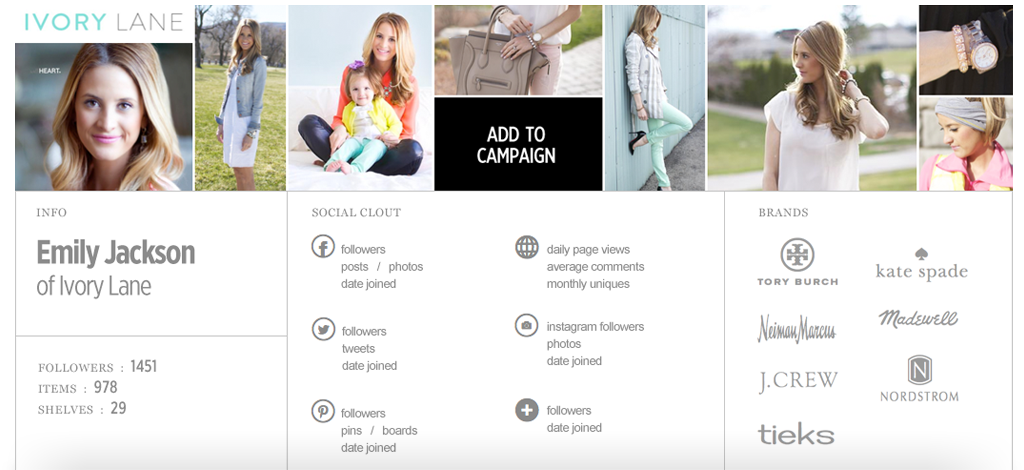 IVORY LANE
HEART.
ADD TO
CAMPAIGN
INFO
Emily Jackson
of Ivory Lane
FOLLOWERS : 1451
ITEMS : 978
SHELVES : 29
SOCIAL CLOUT
followers
posts / photos
date joined
followers
tweets
date joined
followers
pins / boards
date joined
daily page views
average comments
monthly uniques
instagram followers
photos
date joined
followers
date joined
BRANDS
TORY BURCH
kate spade
Neiman Marcus
Madewell
J.CREW
N
NORDSTROM
tieks